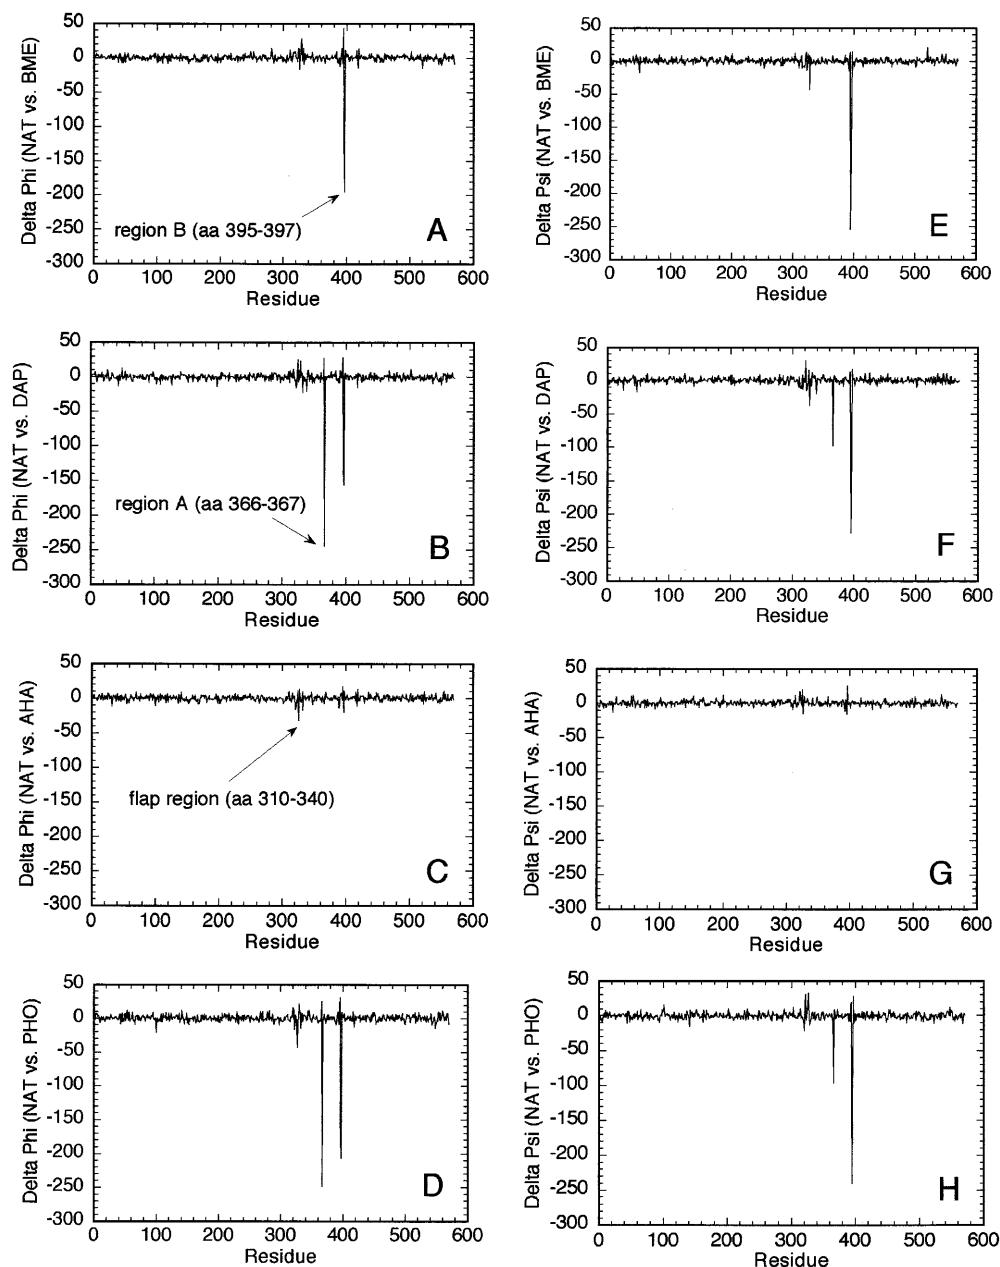 50
0
-50
-100
-150
-200
-250
-300
Delta Phi (NAT vs. BME)
region B (aa 395-397)
A
0 100 200 300 400 500 600
Residue
50
0
-50
-100
-150
-200
-250
-300
Delta Psi (NAT vs. BME)
E
0 100 200 300 400 500 600
Residue
50
0
-50
-100
-150
-200
-250
-300
Delta Phi (NAT vs. DAP)
region A (aa 366-367)
B
0 100 200 300 400 500 600
Residue
50
0
-50
-100
-150
-200
-250
-300
Delta Psi (NAT vs. DAP)
F
0 100 200 300 400 500 600
Residue
50
0
-50
-100
-150
-200
-250
-300
Delta Phi (NAT vs. AHA)
flap region (aa 310-340)
C
0 100 200 300 400 500 600
Residue
50
0
-50
-100
-150
-200
-250
-300
Delta Psi (NAT vs. AHA)
G
0 100 200 300 400 500 600
Residue
50
0
-50
-100
-150
-200
-250
-300
Delta Phi (NAT vs. PHO)
D
0 100 200 300 400 500 600
Residue
50
0
-50
-100
-150
-200
-250
-300
Delta Psi (NAT vs. PHO)
H
0 100 200 300 400 500 600
Residue